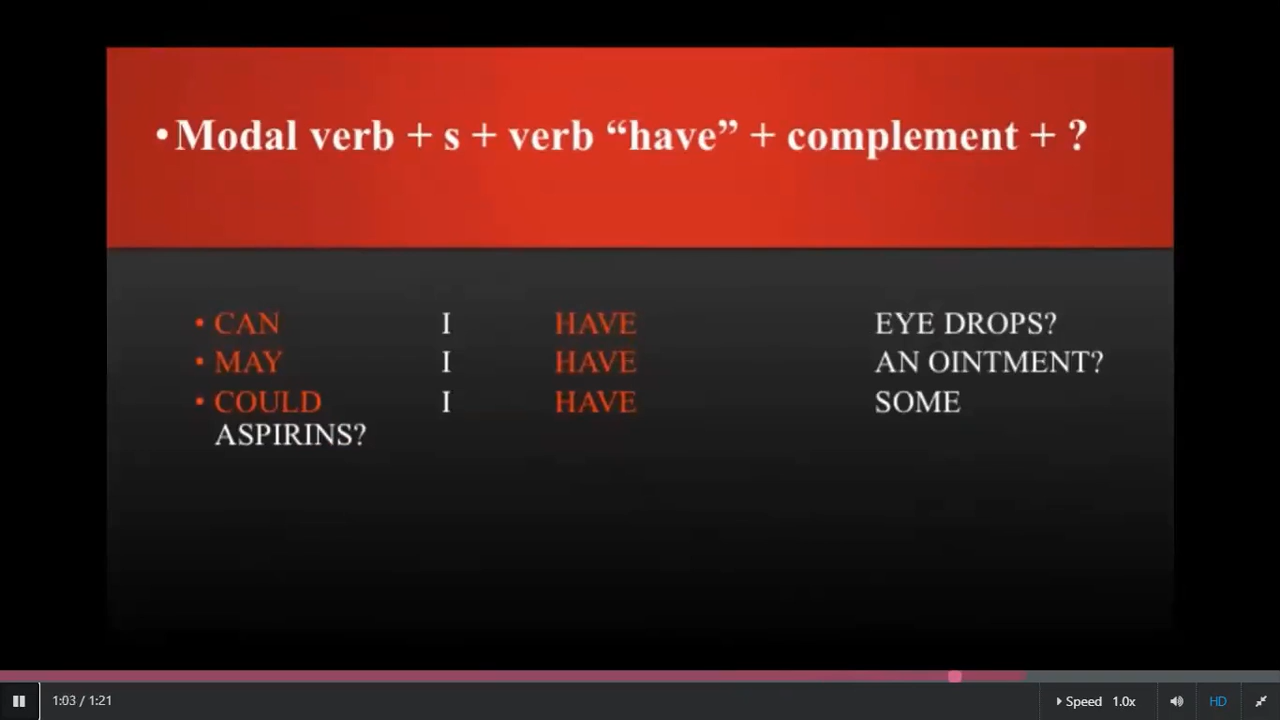 • Modal verb + s + verb “have” + complement + ?
• CAN I HAVE EYE DROPS?
• MAY I HAVE AN OINTMENT?
• COULD I HAVE SOME
ASPIRINS?
1:03 / 1:21 Speed 1.0x HD